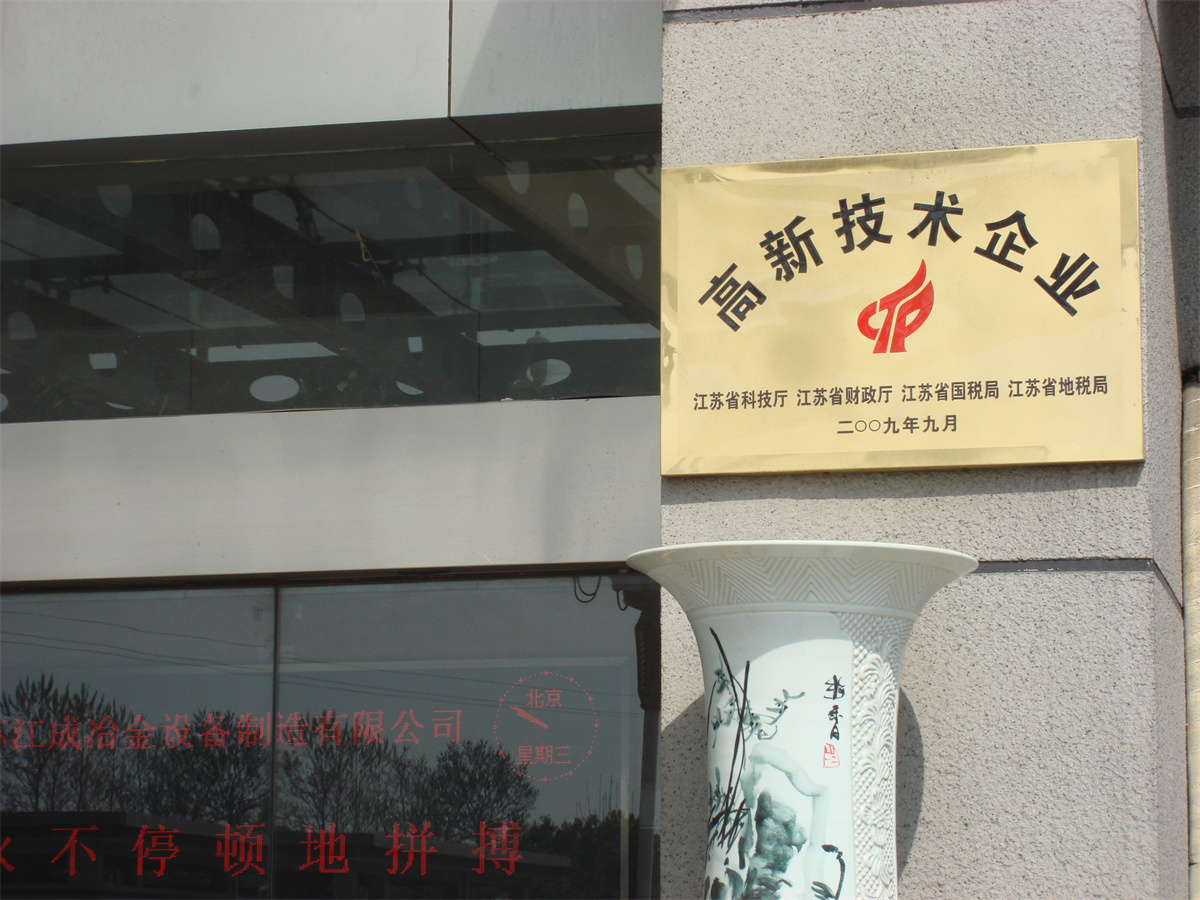 高新技术企业
江苏省科技厅 江苏省财政厅 江苏省国税局 江苏省地税局
二〇〇九年九月
北京
星期三
江成冶金设备制造有限公司
不停顿地拼搏